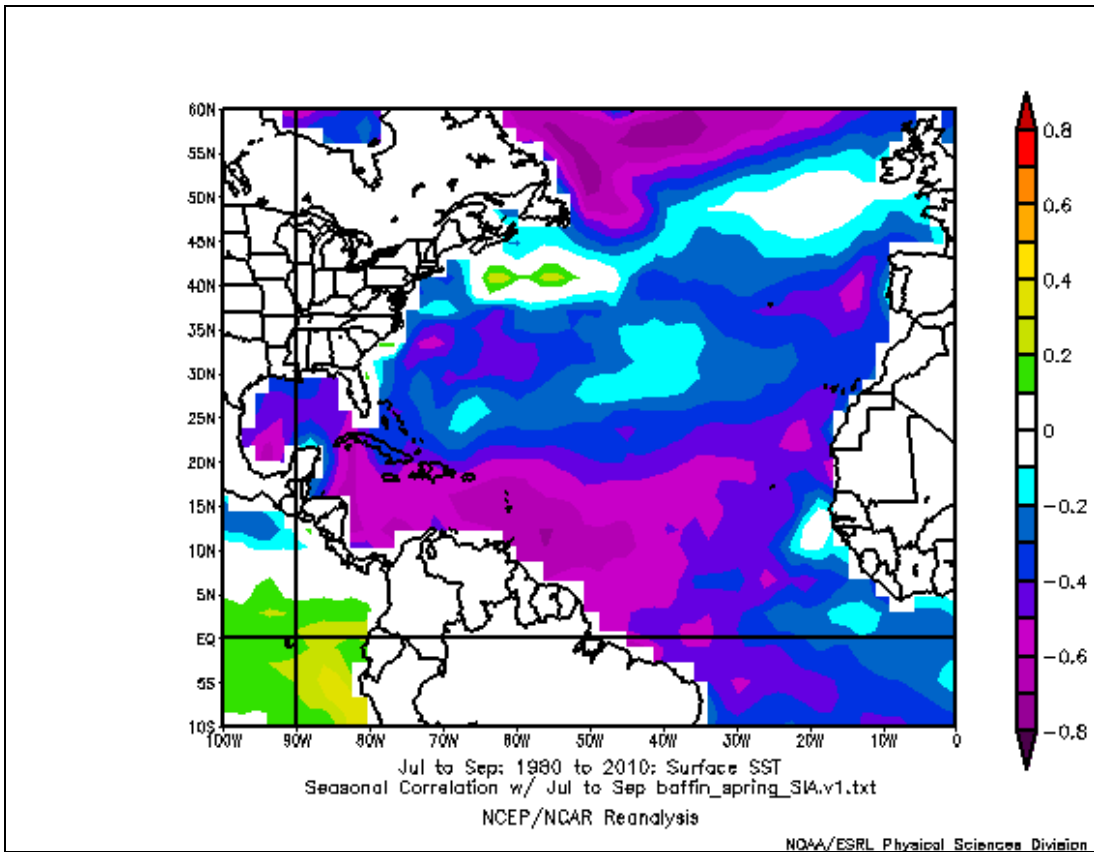 60N
55N
50N
45N
40N
35N
30N
25N
20N
15N
10N
5N
EQ
5S
10S
100W 90W 80W 70W 60W 50W 40W 30W 20W 10W 0
0.8
0.6
0.4
0.2
0
-0.2
-0.4
-0.6
-0.8
Jul to Sep: 1980 to 2010: Surface SST
Seasonal Correlation w/ Jul to Sep baffin_spring_SIA.v1.txt
NCEP/NCAR Reanalysis
NOAA/ESRL Physical Sciences Division